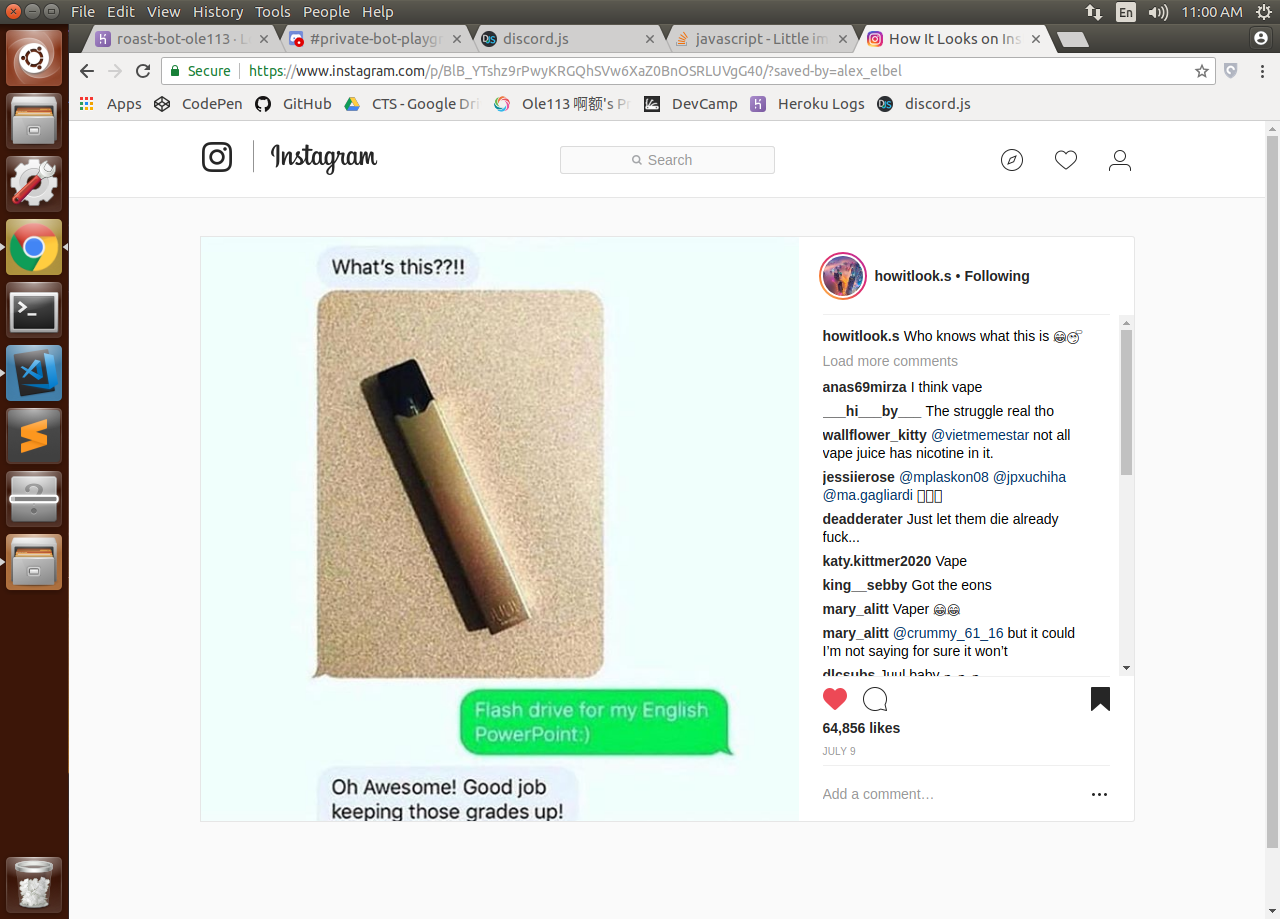 File Edit View History Tools People Help
En 11:00 AM
roast-bot-ole113 · L
#private-bot-playgr
discord.js
javascript - Little im
How It Looks on Ins
Secure https://www.instagram.com/p/BlB_YTshz9rPwyKRGQhSVw6XaZ0BnOSRLUVgG40/?saved-by=alex_elbel
Apps CodePen GitHub CTS - Google Dri Ole113 啊额's Pr DevCamp Heroku Logs discord.js
Instagram
Search
What's this??!!
JUUL
Flash drive for my English
PowerPoint:)
Oh Awesome! Good job
keeping those grades up!
howitlook.s • Following
howitlook.s Who knows what this is 😂😴
Load more comments
anas69mirza I think vape
___hi___by___ The struggle real tho
wallflower_kitty @vietmemestar not all
vape juice has nicotine in it.
jessiierose @mplaskon08 @jpxuchiha
@ma.gagliardi
deadderater Just let them die already
fuck...
katy.kittmer2020 Vape
king__sebby Got the eons
mary_alitt Vaper 😂😂
mary_alitt @crummy_61_16 but it could
I'm not saying for sure it won't
dlcsubs Juul baby
64,856 likes
JULY 9
Add a comment…